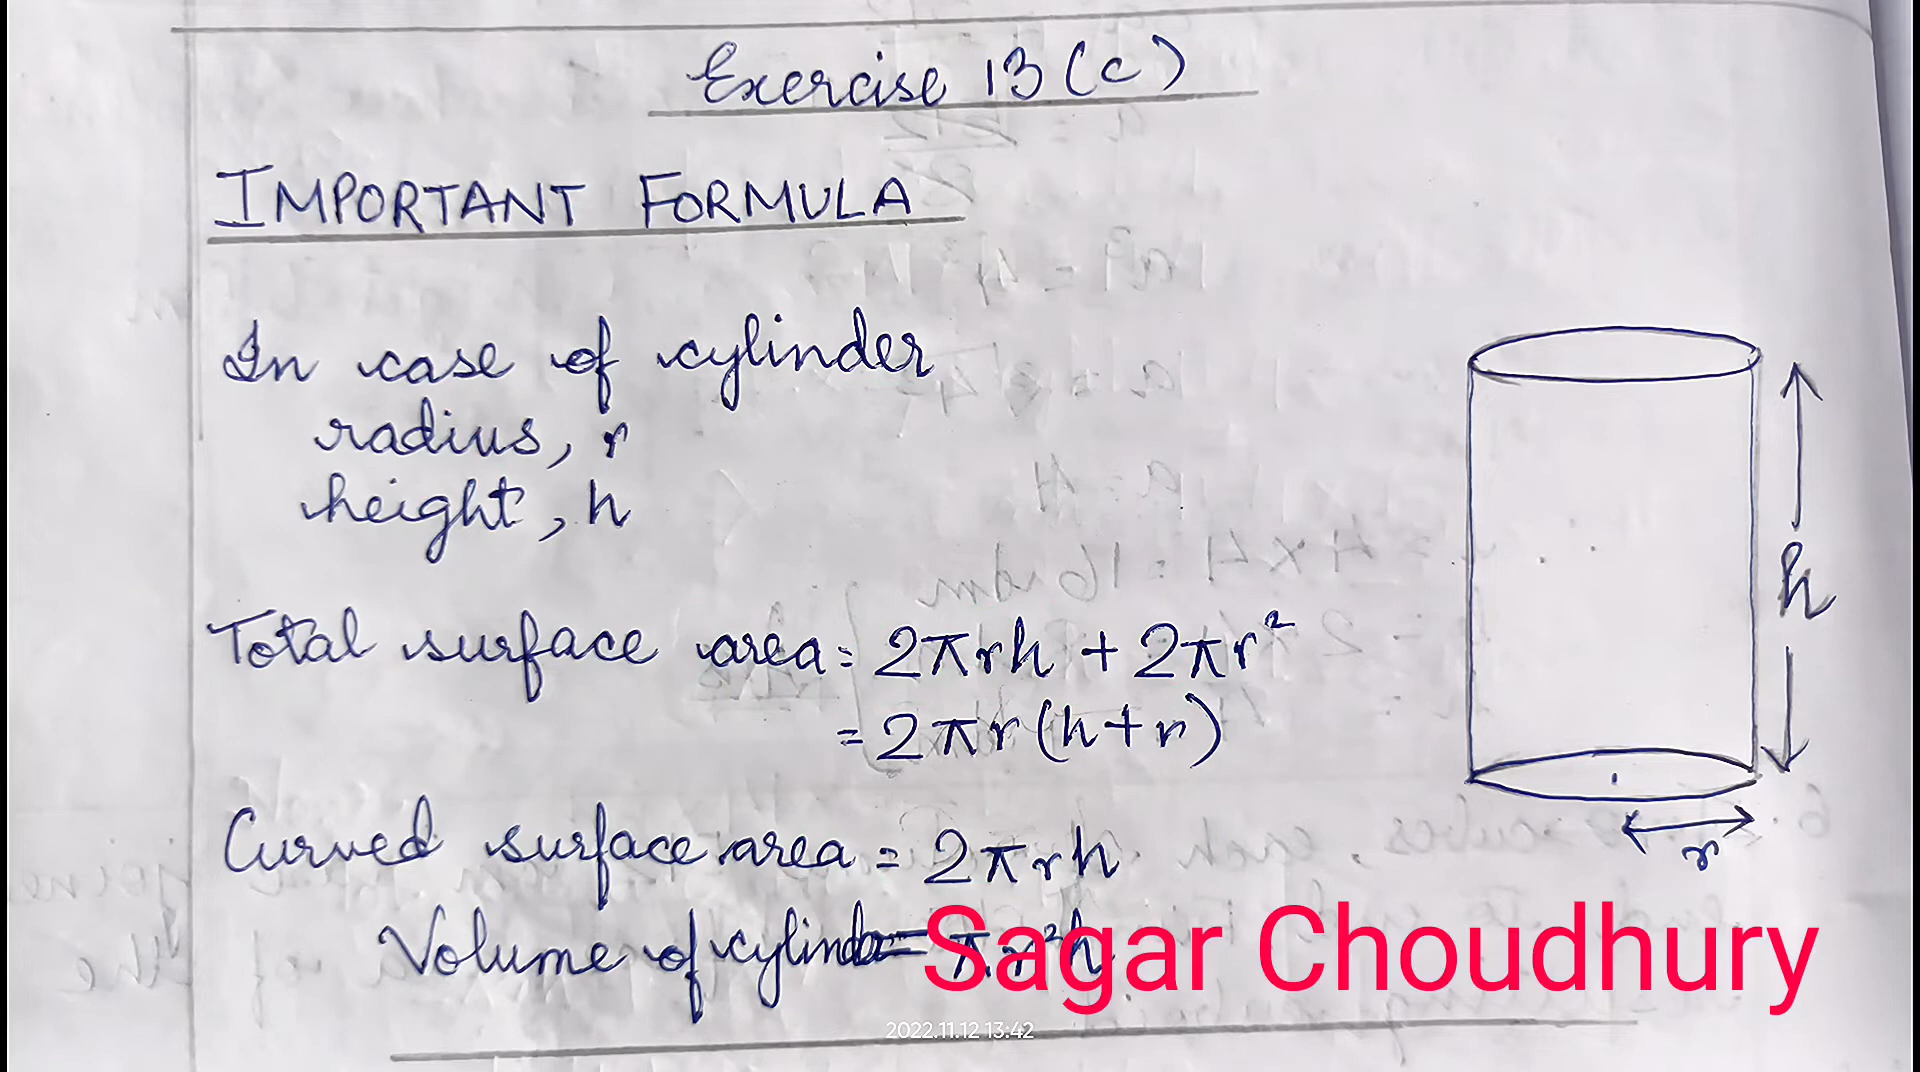 Exercise 13 (c)
IMPORTANT FORMULA
In case of cylinder
radius, r
height, h
Total surface area = 2πrh + 2πr²
= 2πr (h+r)
h
Curved surface area = 2πrh
r
Volume of cylinder = πr²h
Sagar Choudhury
2022.11.12 13:42